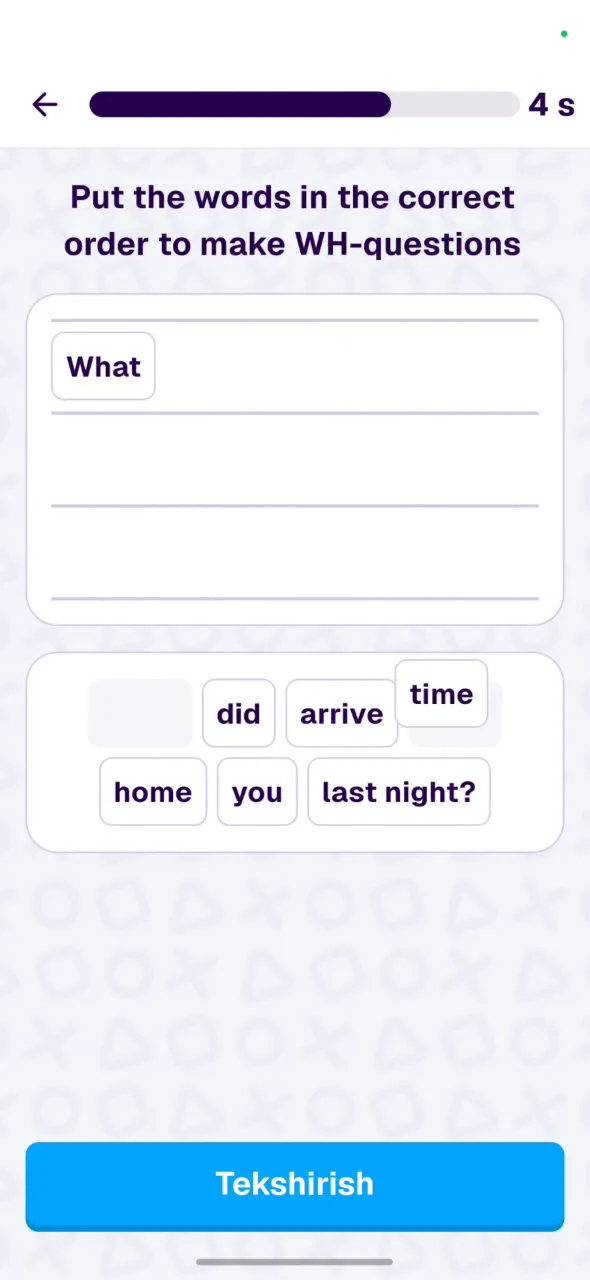 4 s
Put the words in the correct
order to make WH-questions
What
did arrive time
home you last night?
Tekshirish